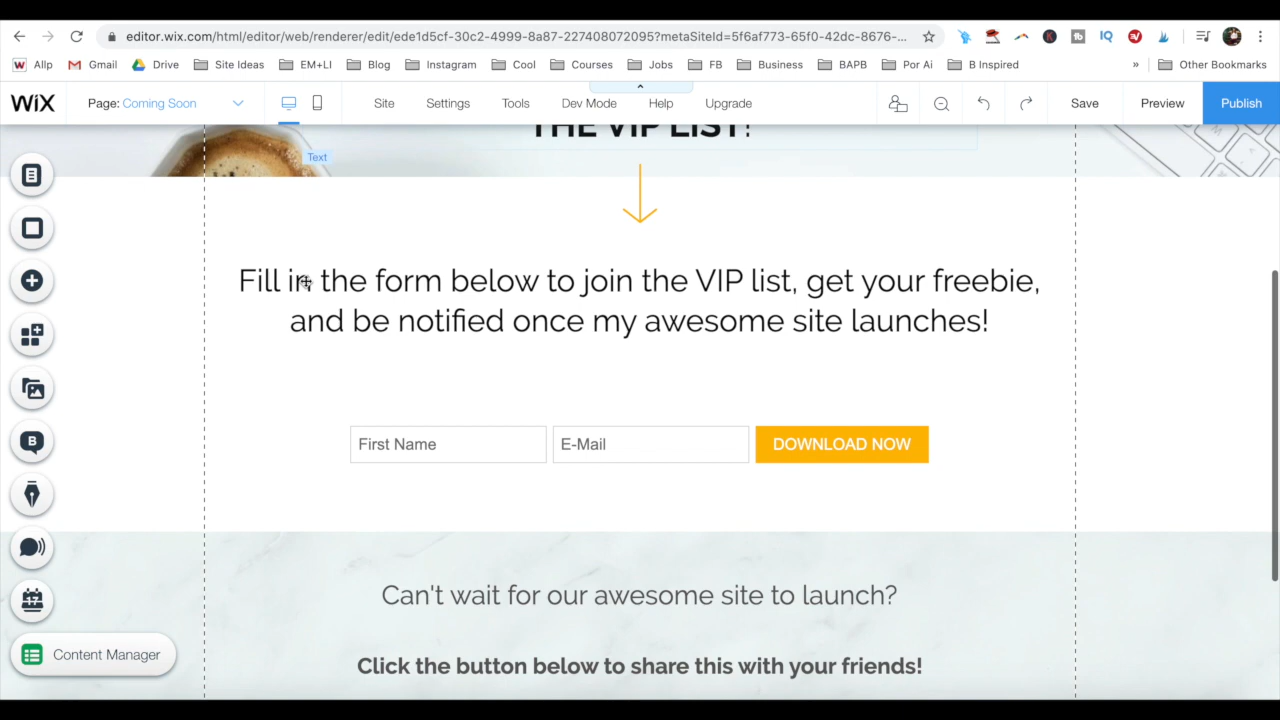 editor.wix.com/html/editor/web/renderer/edit/ede1d5cf-30c2-4999-8a87-227408072095?metaSiteId=5f6af773-65f0-42dc-8676-...
Allp Gmail Drive Site Ideas EM+LI Blog Instagram Cool Courses Jobs FB Business BAPB Por Ai B Inspired » Other Bookmarks
WiX Page: Coming Soon Site Settings Tools Dev Mode Help Upgrade Save Preview Publish
THE VIP LIST!
Text
Fill in the form below to join the VIP list, get your freebie,
and be notified once my awesome site launches!
First Name E-Mail DOWNLOAD NOW
Can't wait for our awesome site to launch?
Content Manager
Click the button below to share this with your friends!